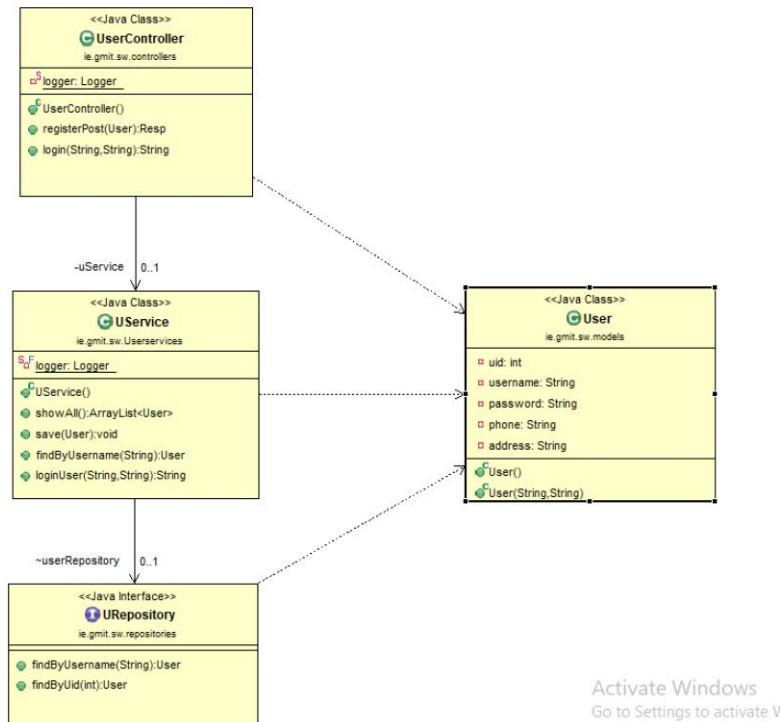 <<Java Class>>
UserController
ie.gmit.sw.controllers
logger: Logger
UserController()
registerPost(User):Resp
login(String,String):String
-uService 0..1
<<Java Class>>
UService
ie.gmit.sw.Userservices
logger: Logger
UService()
showAll():ArrayList<User>
save(User):void
findByUsername(String):User
loginUser(String,String):String
~userRepository 0..1
<<Java Interface>>
URepository
ie.gmit.sw.repositories
findByUsername(String):User
findByUid(int):User
<<Java Class>>
User
ie.gmit.sw.models
uid: int
username: String
password: String
phone: String
address: String
User()
User(String,String)
Activate Windows
Go to Settings to activate W